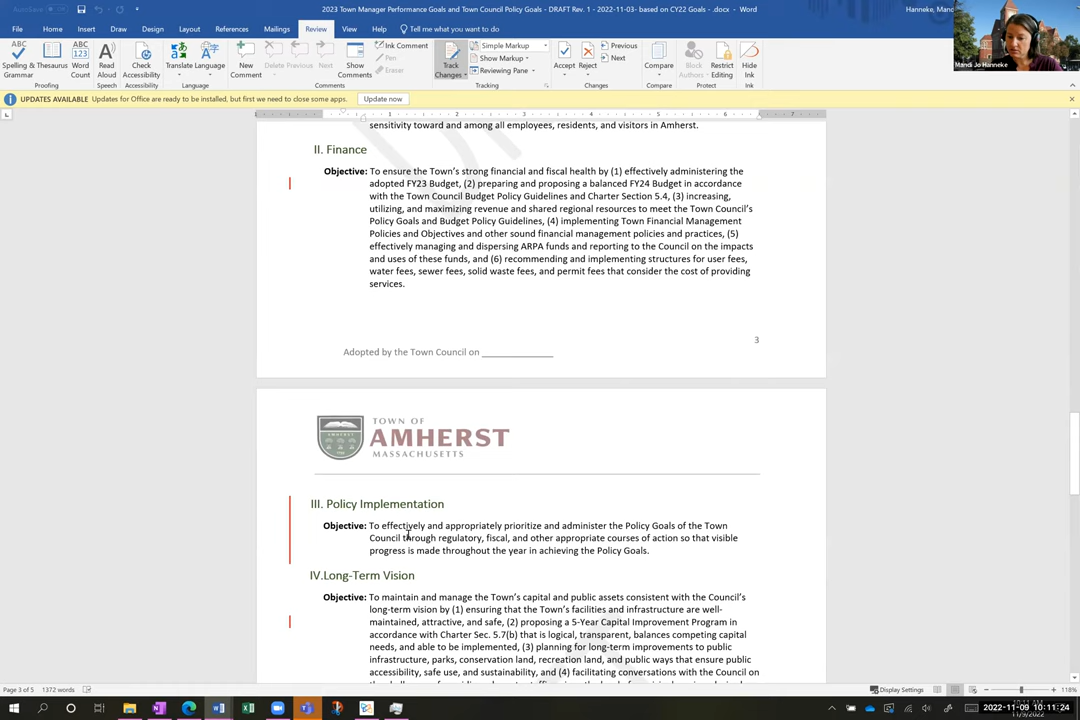 AutoSave Off
2023 Town Manager Performance Goals and Town Council Policy Goals - DRAFT Rev. 1 - 2022-11-03- based on CY22 Goals - .docx - Word
Hanneke, Mand
File Home Insert Draw Design Layout References Mailings Review View Help Tell me what you want to do
Mandi Jo Hanneke
Spelling & Grammar
Thesaurus
Word Count
Read Aloud
Check Accessibility
Translate
Language
New Comment
Delete
Previous
Next
Show Comments
Ink Comment
Pen
Eraser
Track Changes
Simple Markup
Show Markup
Reviewing Pane
Accept
Reject
Previous
Next
Compare
Block Authors
Restrict Editing
Hide Ink
Proofing Speech Accessibility Language Comments Tracking Changes Compare Protect Ink
UPDATES AVAILABLE Updates for Office are ready to be installed, but first we need to close some apps. Update now
sensitivity toward and among all employees, residents, and visitors in Amherst.
II. Finance
Objective: To ensure the Town's strong financial and fiscal health by (1) effectively administering the
adopted FY23 Budget, (2) preparing and proposing a balanced FY24 Budget in accordance
with the Town Council Budget Policy Guidelines and Charter Section 5.4, (3) increasing,
utilizing, and maximizing revenue and shared regional resources to meet the Town Council's
Policy Goals and Budget Policy Guidelines, (4) implementing Town Financial Management
Policies and Objectives and other sound financial management policies and practices, (5)
effectively managing and dispersing ARPA funds and reporting to the Council on the impacts
and uses of these funds, and (6) recommending and implementing structures for user fees,
water fees, sewer fees, solid waste fees, and permit fees that consider the cost of providing
services.
3
Adopted by the Town Council on _______________
TOWN OF
AMHERST
MASSACHUSETTS
III. Policy Implementation
Objective: To effectively and appropriately prioritize and administer the Policy Goals of the Town
Council through regulatory, fiscal, and other appropriate courses of action so that visible
progress is made throughout the year in achieving the Policy Goals.
IV.Long-Term Vision
Objective: To maintain and manage the Town's capital and public assets consistent with the Council's
long-term vision by (1) ensuring that the Town's facilities and infrastructure are well-
maintained, attractive, and safe, (2) proposing a 5-Year Capital Improvement Program in
accordance with Charter Sec. 5.7(b) that is logical, transparent, balances competing capital
needs, and able to be implemented, (3) planning for long-term improvements to public
infrastructure, parks, conservation land, recreation land, and public ways that ensure public
accessibility, safe use, and sustainability, and (4) facilitating conversations with the Council on
Page 3 of 5 1372 words
Display Settings
118%
2022-11-09 10:11:24
11/9/2022